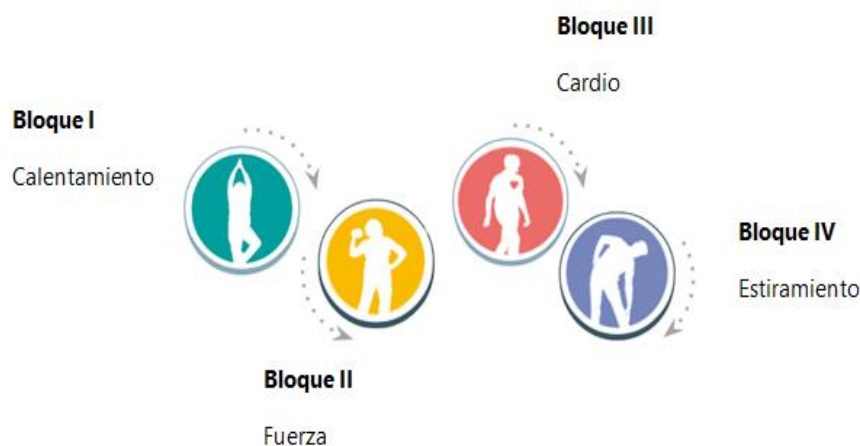 Bloque I
Calentamiento
Bloque II
Fuerza
Bloque III
Cardio
Bloque IV
Estiramiento